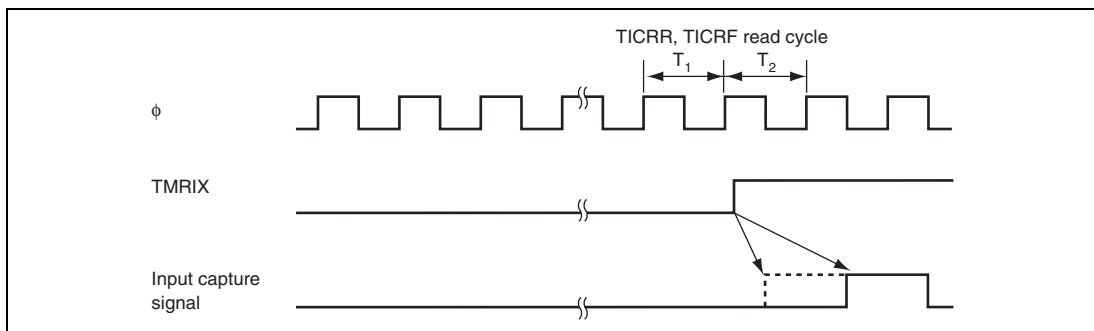 TICRR, TICRF read cycle
T1 T2
ϕ
TMRIX
Input capture
signal